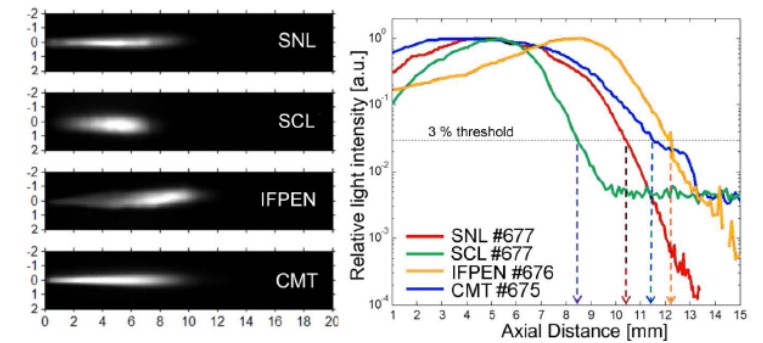 -2
-1
0
1
2
SNL
-2
-1
0
1
2
SCL
-2
-1
0
1
2
IFPEN
-2
-1
0
1
2
CMT
0 2 4 6 8 10 12 14 16 18 20
Relative light intensity [a.u.]
10⁰
10⁻¹
10⁻²
10⁻³
10⁻⁴
3 % threshold
SNL #677
SCL #677
IFPEN #676
CMT #675
1 2 3 4 5 6 7 8 9 10 11 12 13 14 15
Axial Distance [mm]